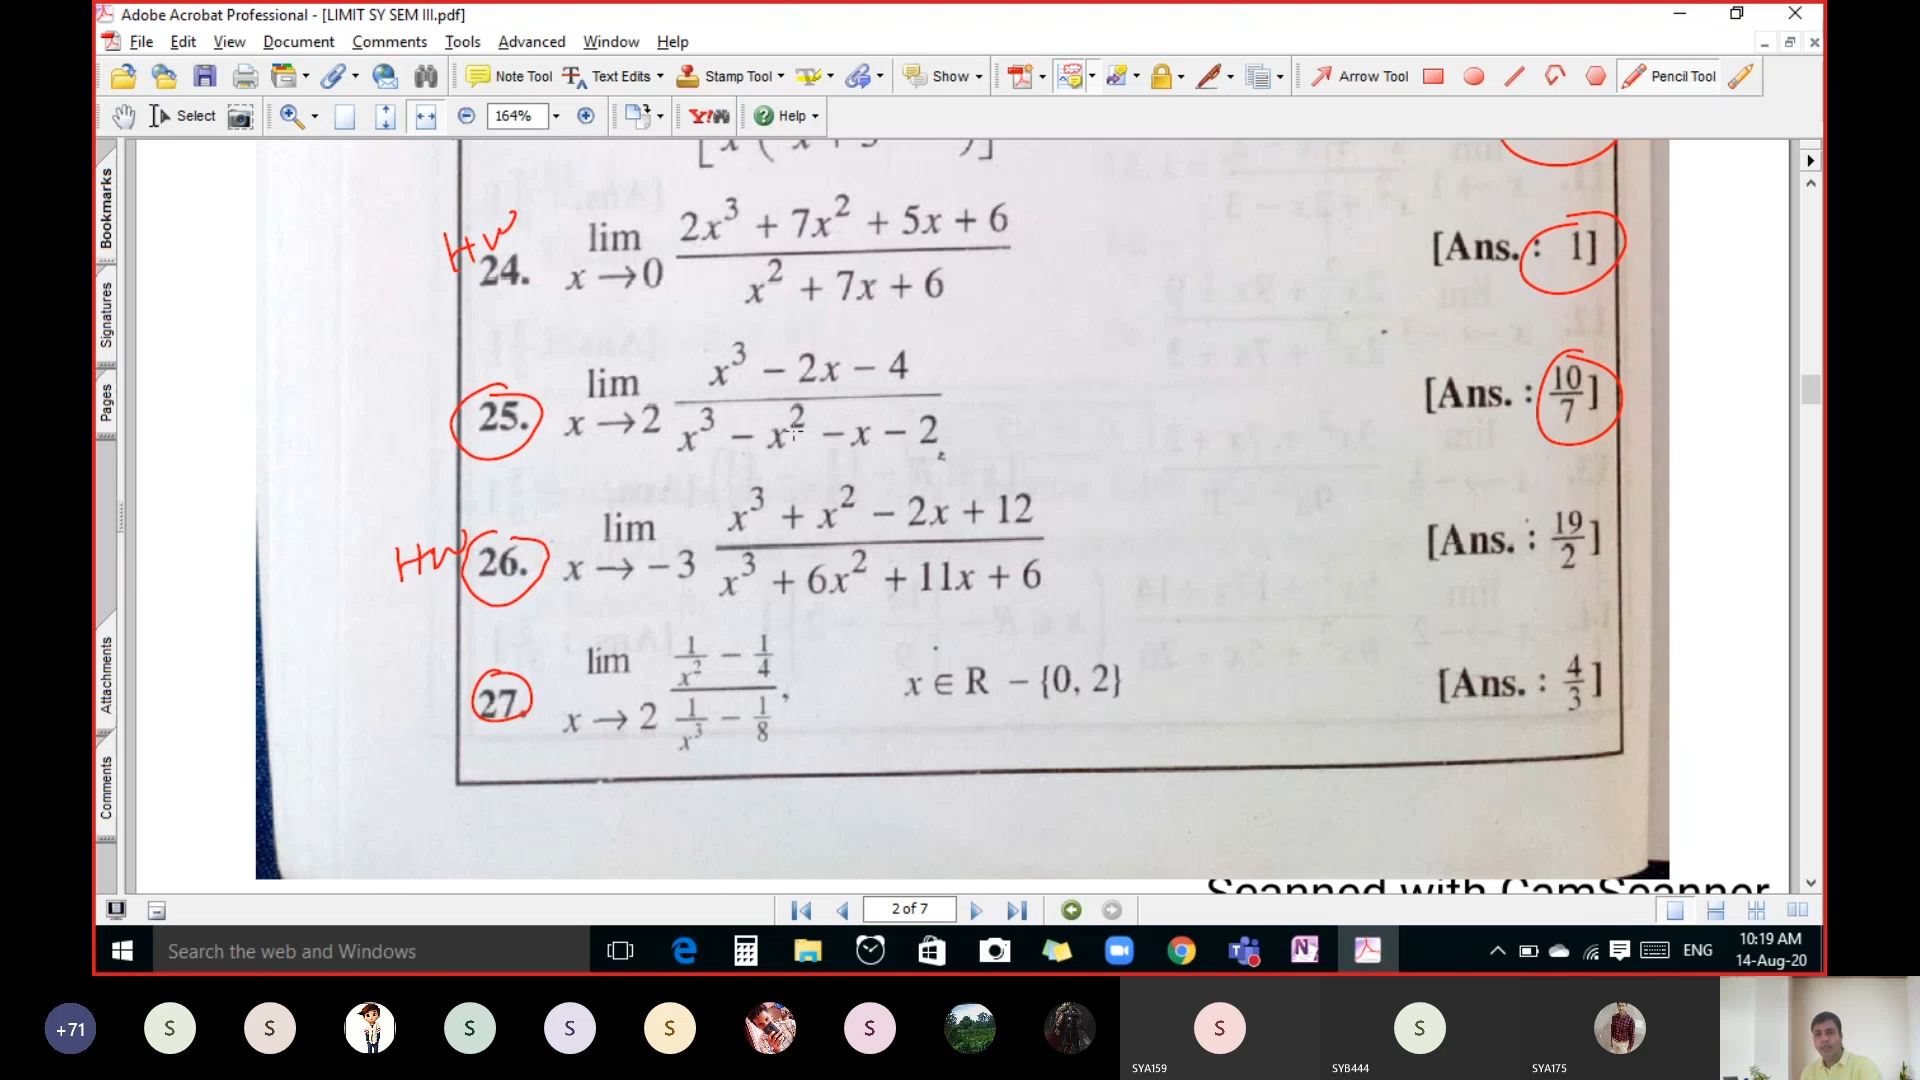 Adobe Acrobat Professional - [LIMIT SY SEM III.pdf]
File Edit View Document Comments Tools Advanced Window Help
Note Tool Text Edits Stamp Tool Show Arrow Tool Pencil Tool
Select 164% Y! Help
Bookmarks
Signatures
Pages
Attachments
Comments
HW
24. lim x → 0 (2x³ + 7x² + 5x + 6) / (x² + 7x + 6) [Ans. : 1]
25. lim x → 2 (x³ − 2x − 4) / (x³ − x² − x − 2) [Ans. : 10/7]
HW
26. lim x → −3 (x³ + x² − 2x + 12) / (x³ + 6x² + 11x + 6) [Ans. : 19/2]
27. lim x → 2 (1/x² − 1/4) / (1/x³ − 1/8), x ∈ R − {0, 2} [Ans. : 4/3]
Scanned with CamScanner
2 of 7
Search the web and Windows
ENG
10:19 AM
14-Aug-20
+71 S S S S S S S S
SYA159 SYB444 SYA175